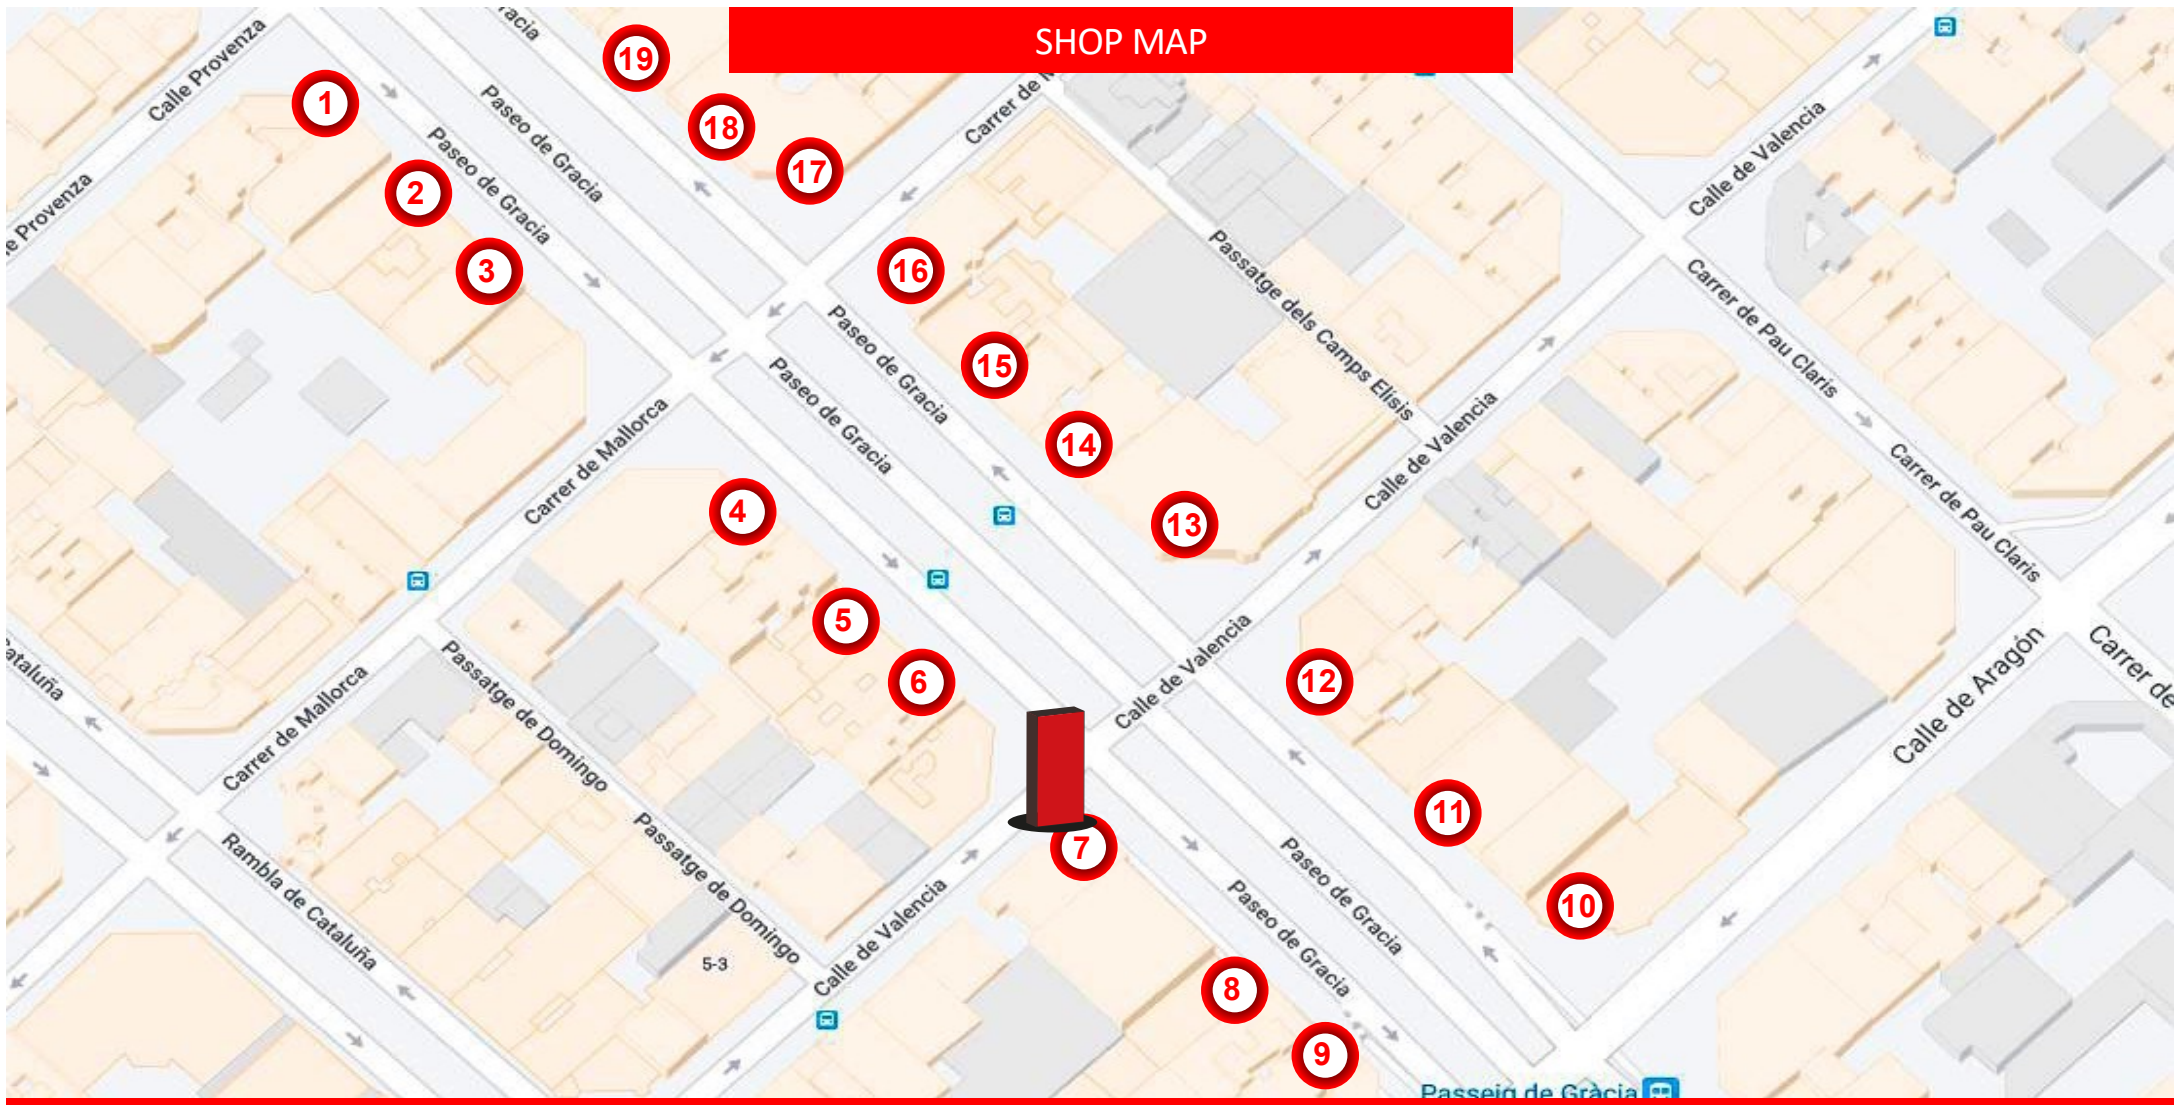 SHOP MAP
Calle Provenza
Provenza
Paseo de Gracia
Paseo de Gracia
Carrer de
19
18
17
1
2
3
16
15
14
13
Paseo de Gracia
Paseo de Gracia
Passatge dels Camps Elisis
Calle de Valencia
Carrer de Pau Claris
Carrer de Pau Claris
Calle de Valencia
Carrer de Mallorca
4
5
6
Calle de Valencia
12
11
10
Calle de Aragón
Carrer de
Carrer de Mallorca
Passatge de Domingo
Passatge de Domingo
Rambla de Cataluña
5-3
Calle de Valencia
7
8
9
Paseo de Gracia
Paseo de Gracia
Passeig de Gràcia